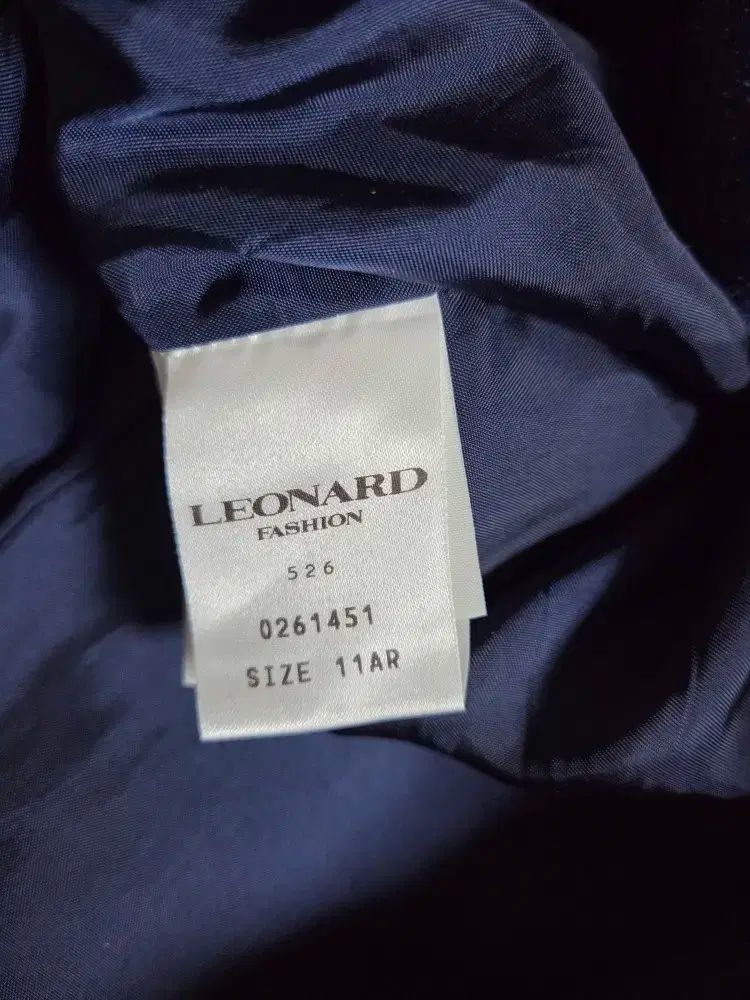 LEONARD
FASHION
526
0261451
SIZE 11AR